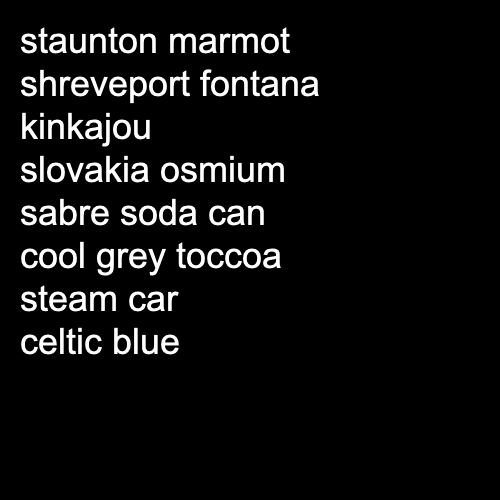 staunton marmot
shreveport fontana
kinkajou
slovakia osmium
sabre soda can
cool grey toccoa
steam car
celtic blue